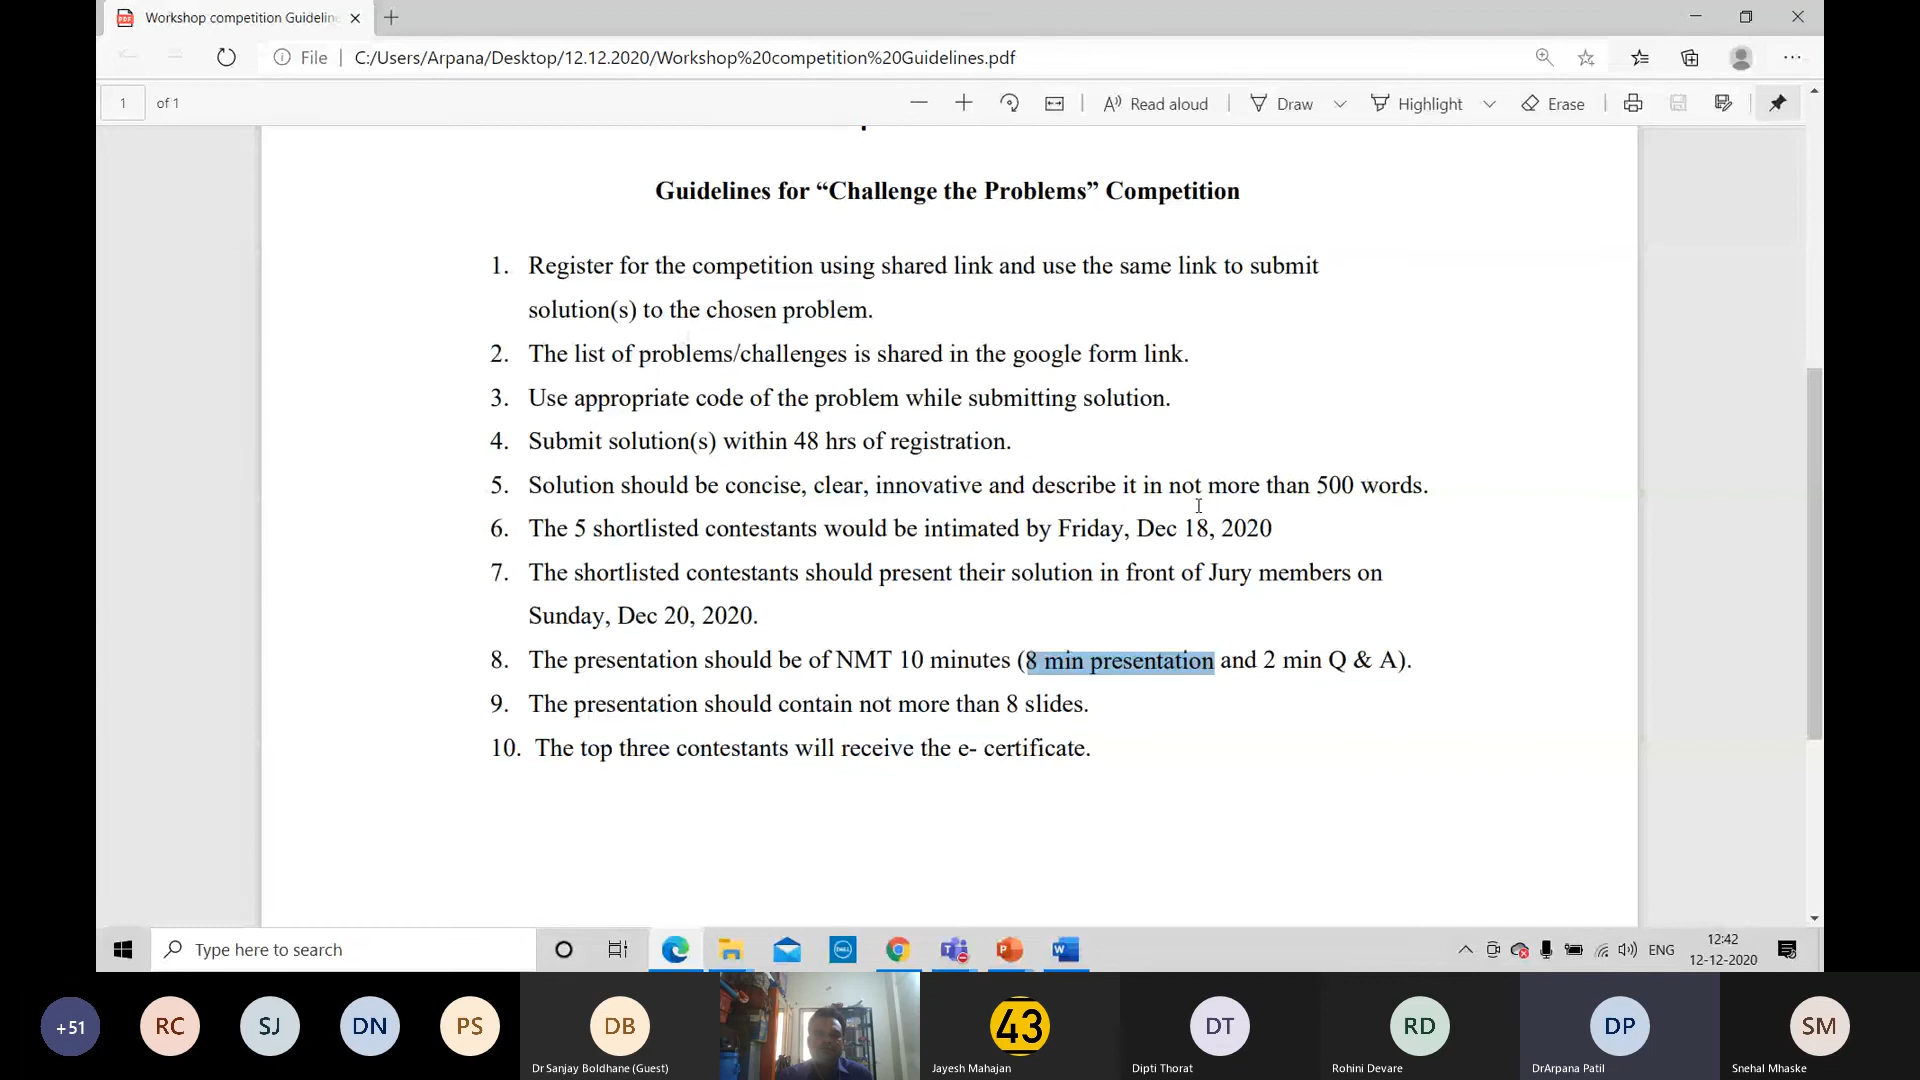 Workshop competition Guidelin
File
C:/Users/Arpana/Desktop/12.12.2020/Workshop%20competition%20Guidelines.pdf
1
of 1
Read aloud
Draw
Highlight
Erase
Guidelines for “Challenge the Problems” Competition
1. Register for the competition using shared link and use the same link to submit
solution(s) to the chosen problem.
2. The list of problems/challenges is shared in the google form link.
3. Use appropriate code of the problem while submitting solution.
4. Submit solution(s) within 48 hrs of registration.
5. Solution should be concise, clear, innovative and describe it in not more than 500 words.
6. The 5 shortlisted contestants would be intimated by Friday, Dec 18, 2020
7. The shortlisted contestants should present their solution in front of Jury members on
Sunday, Dec 20, 2020.
8. The presentation should be of NMT 10 minutes (8 min presentation and 2 min Q & A).
9. The presentation should contain not more than 8 slides.
10. The top three contestants will receive the e- certificate.
Type here to search
DELL
ENG
12:42
12-12-2020
+51
RC
SJ
DN
PS
DB
43
DT
RD
DP
SM
Dr Sanjay Boldhane (Guest)
Jayesh Mahajan
Dipti Thorat
Rohini Devare
DrArpana Patil
Snehal Mhaske